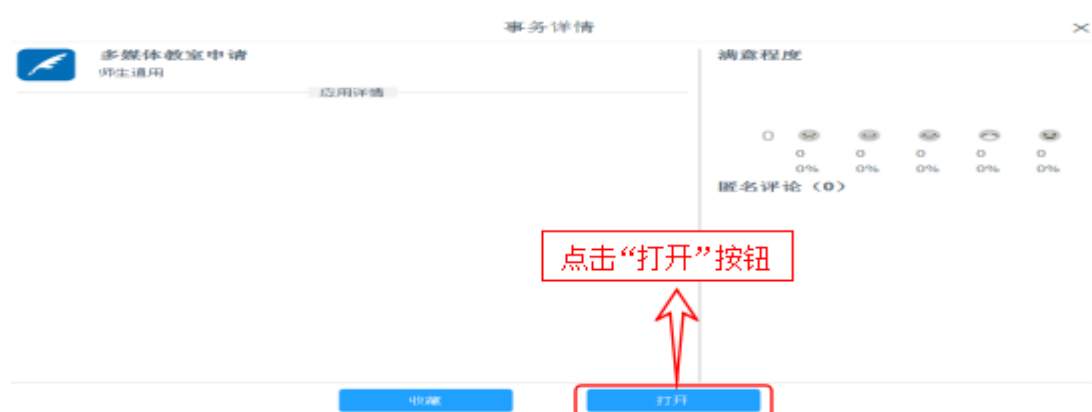 事务详情
多媒体教室申请
师生通用
应用详情
满意程度
0
0 0 0 0 0
0% 0% 0% 0% 0%
匿名评论（0）
点击“打开”按钮
收藏
打开